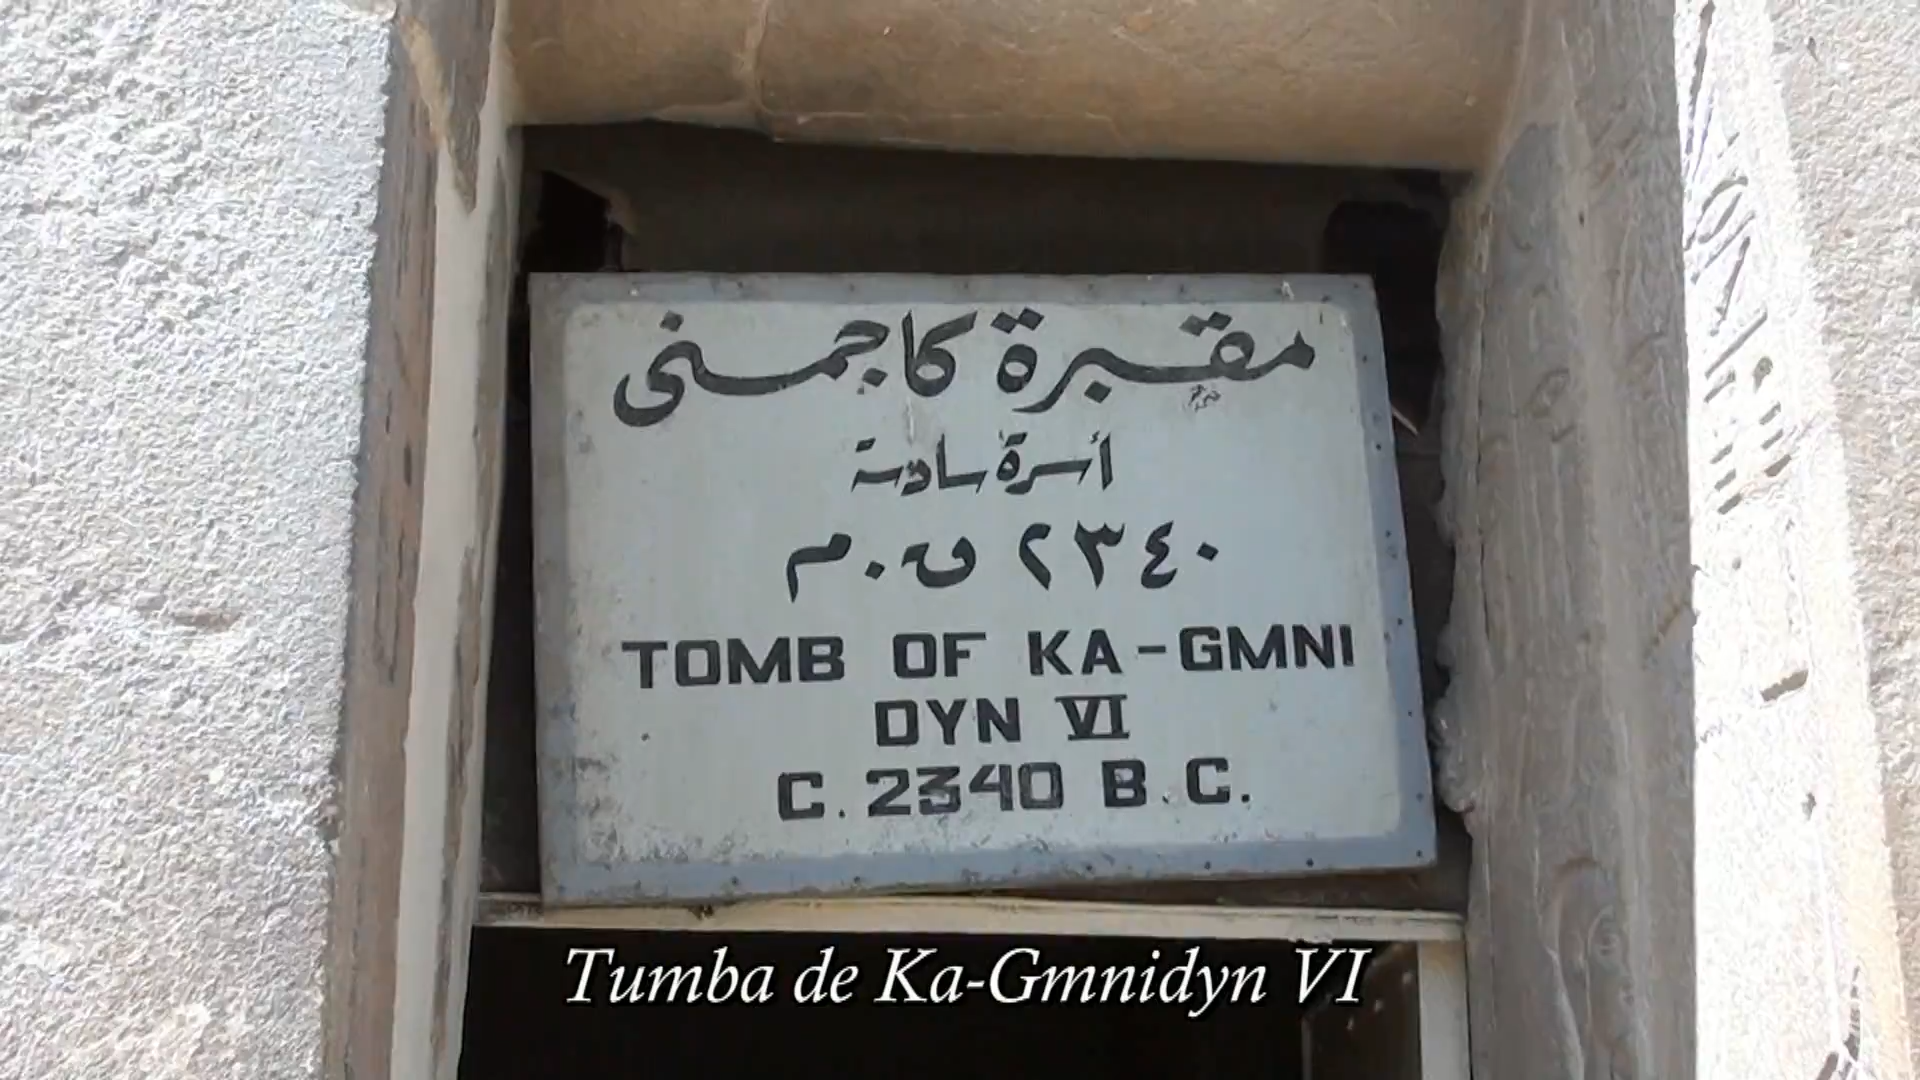 مقبرة كاجمنى
أسرة سادسة
٢٣٤٠ ق.م
TOMB OF KA-GMNI
DYN VI
C. 2340 B.C.
Tumba de Ka-Gmnidyn VI